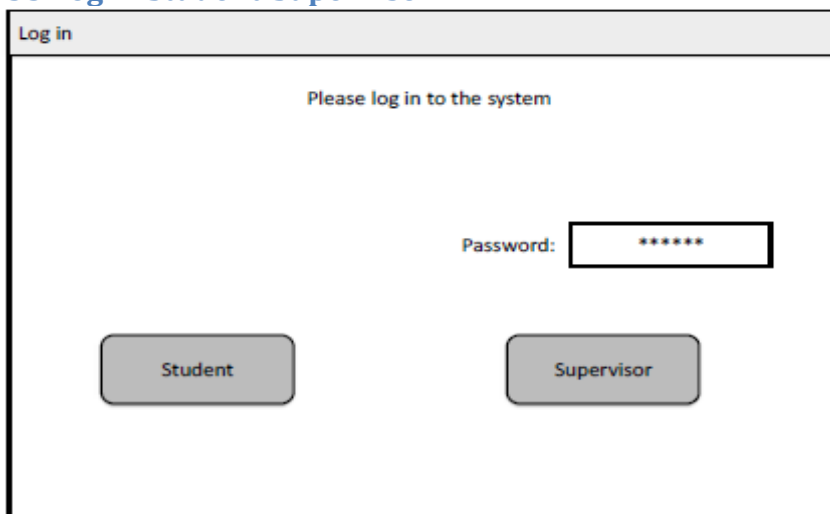 Log in
Please log in to the system
Password: ******
Student Supervisor